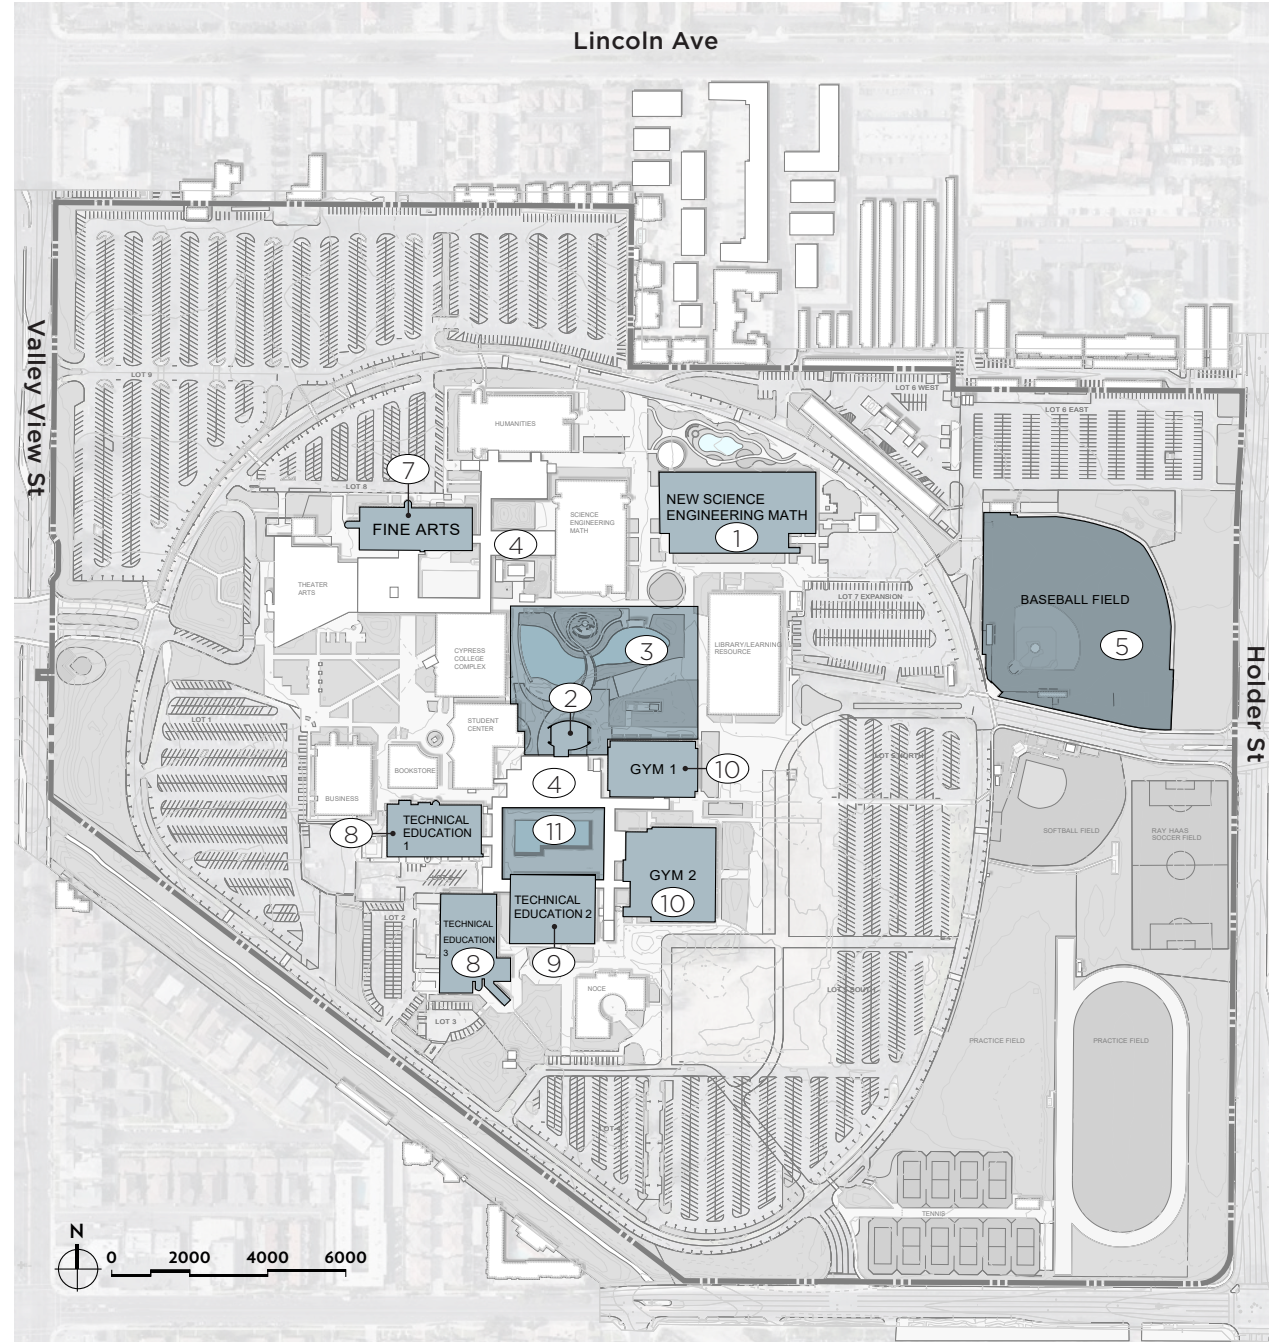 Lincoln Ave
Valley View St
LOT 9
LOT 6 WEST
LOT 6 EAST
HUMANITIES
7
LOT 8
FINE ARTS
SCIENCE
ENGINEERING
MATH
4
NEW SCIENCE
ENGINEERING MATH
1
THEATER
ARTS
LOT 7 EXPANSION
BASEBALL FIELD
5
CYPRESS
COLLEGE
COMPLEX
3
LIBRARY/LEARNING
RESOURCE
Holder St
2
LOT 1
STUDENT
CENTER
LOT 5 NORTH
BOOKSTORE
BUSINESS
4
GYM 1
10
TECHNICAL
EDUCATION
1
8
11
SOFTBALL FIELD
RAY HAAS
SOCCER FIELD
GYM 2
10
TECHNICAL
EDUCATION 2
9
LOT 2
TECHNICAL
EDUCATION
3
8
NOCE
LOT 3
PRACTICE FIELD
PRACTICE FIELD
TENNIS
N
0 2000 4000 6000